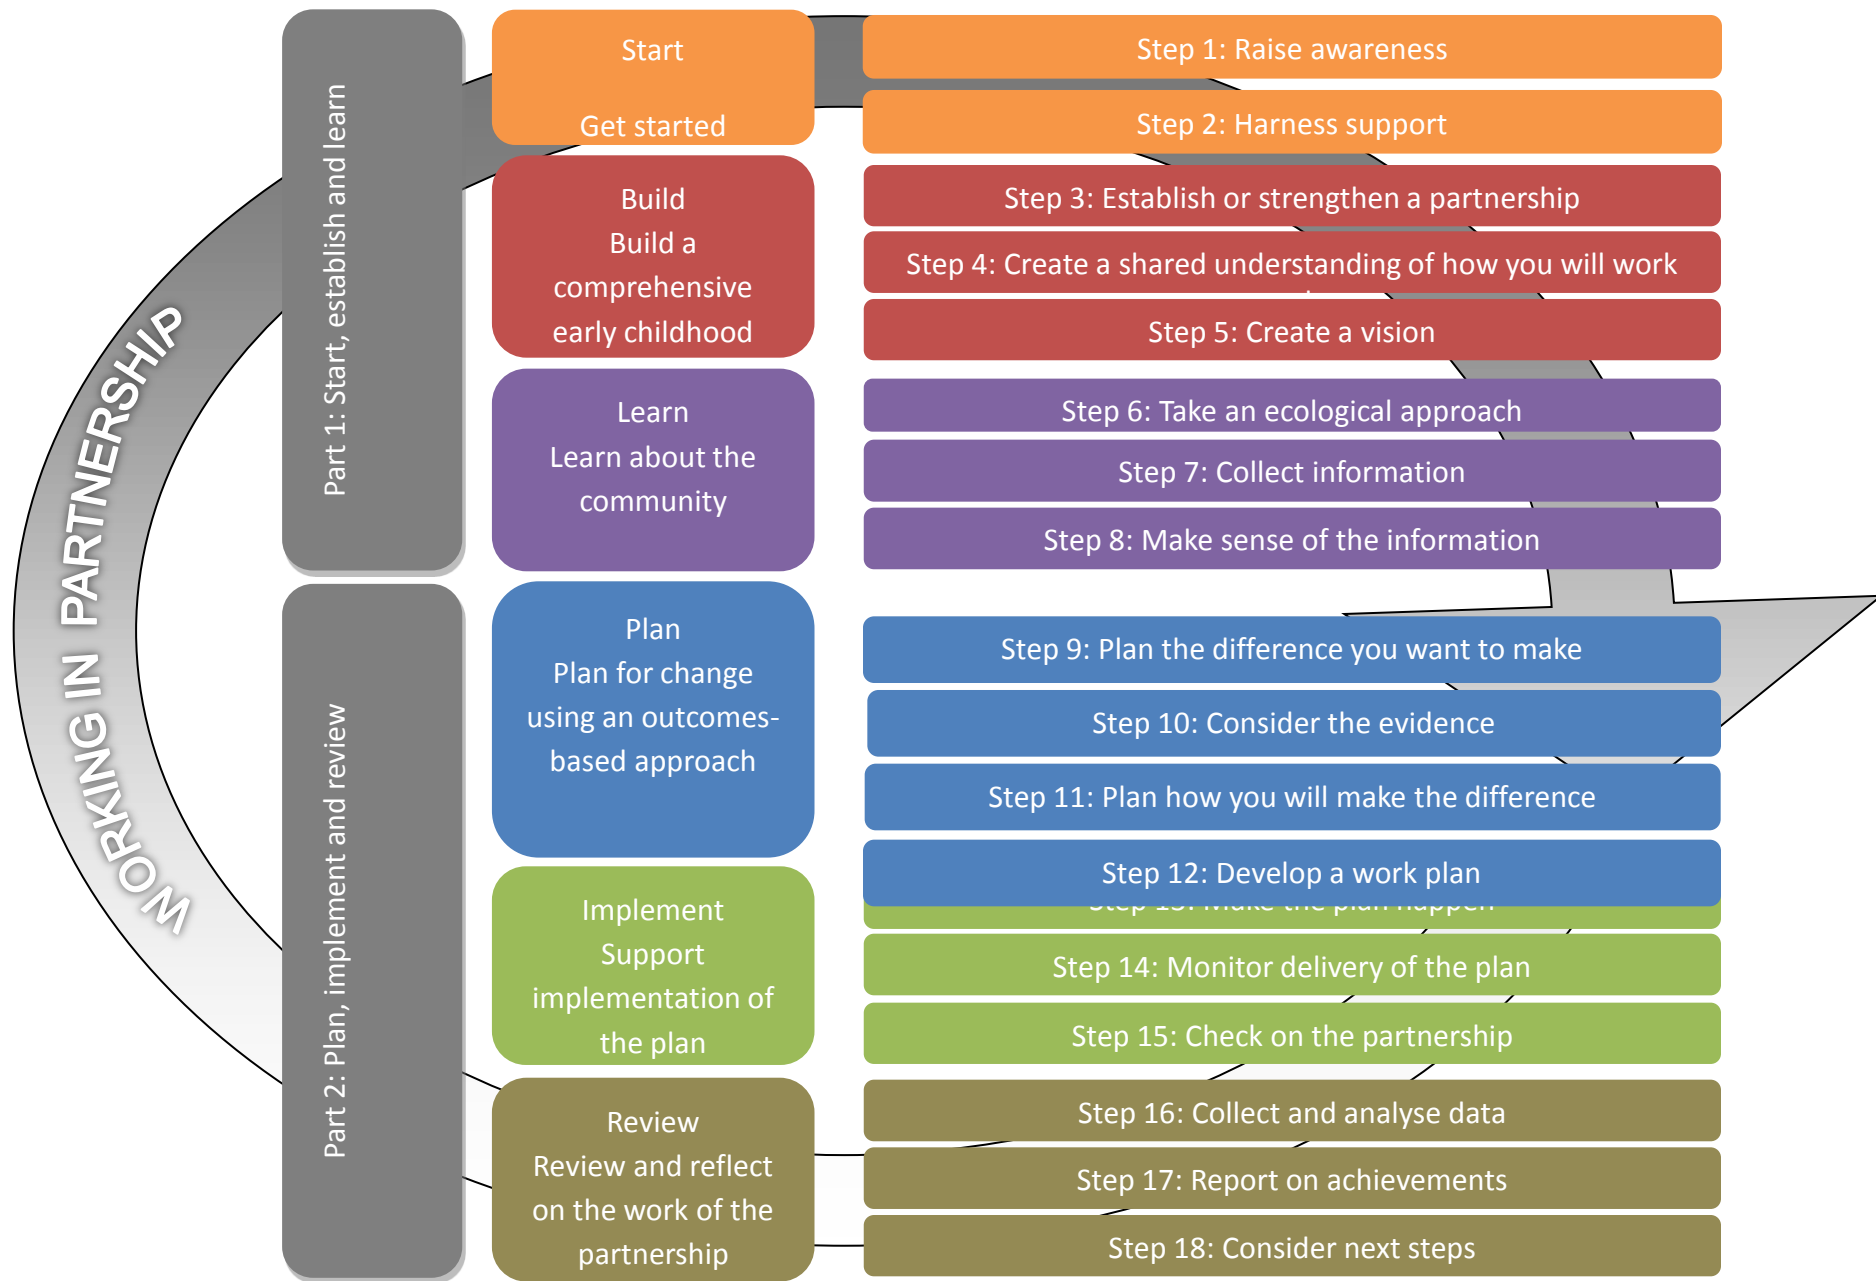 WORKING IN PARTNERSHIP
Part 1: Start, establish and learn
Start
Get started
Step 1: Raise awareness
Step 2: Harness support
Build
Build a
comprehensive
early childhood
Step 3: Establish or strengthen a partnership
Step 4: Create a shared understanding of how you will work
Step 5: Create a vision
Learn
Learn about the
community
Step 6: Take an ecological approach
Step 7: Collect information
Step 8: Make sense of the information
Part 2: Plan, implement and review
Plan
Plan for change
using an outcomes-
based approach
Step 9: Plan the difference you want to make
Step 10: Consider the evidence
Step 11: Plan how you will make the difference
Step 12: Develop a work plan
Implement
Support
implementation of
the plan
Step 13: Make the plan happen
Step 14: Monitor delivery of the plan
Step 15: Check on the partnership
Review
Review and reflect
on the work of the
partnership
Step 16: Collect and analyse data
Step 17: Report on achievements
Step 18: Consider next steps